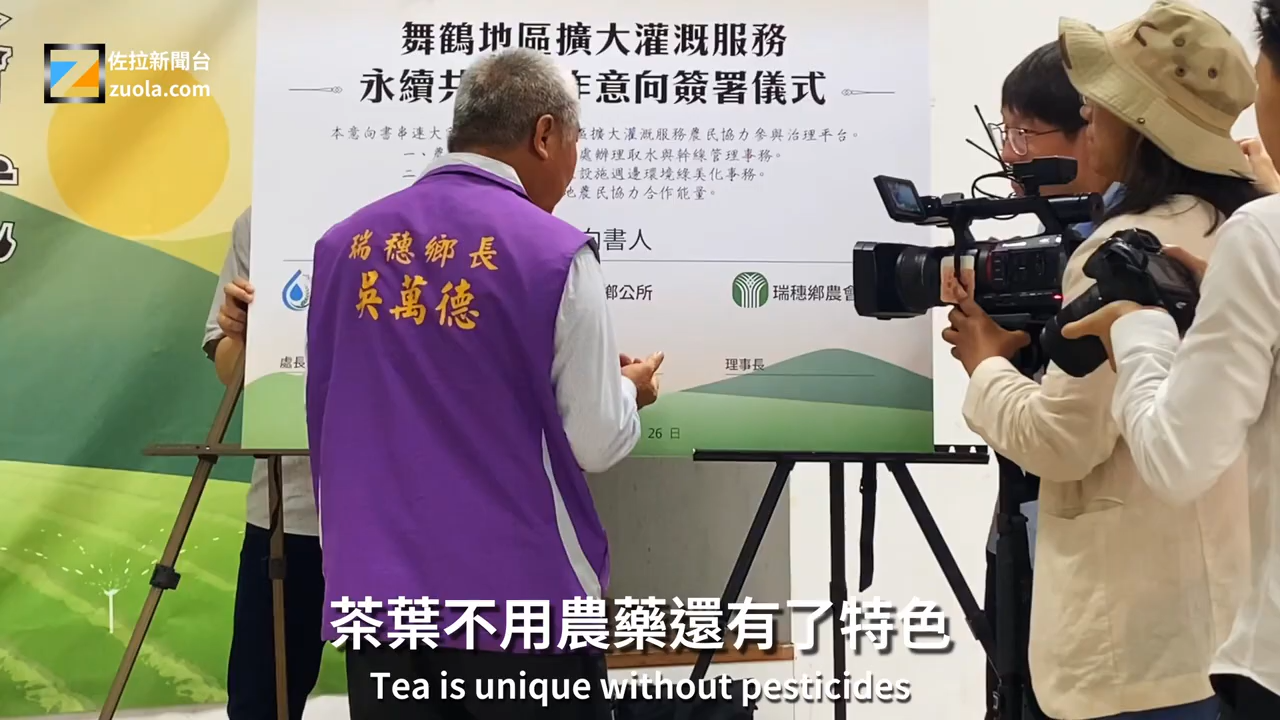 佐拉新聞台
zuola.com
舞鶴地區擴大灌溉服務
永續共 作意向簽署儀式
本意向書串連大 區擴大灌溉服務農民協力參與治理平台。
一、農 處辦理取水與幹線管理事務。
二、 設施週邊環境綠美化事務。
地農民協力合作能量。
向書人
瑞穗鄉長
吳萬德
鄉公所
瑞穗鄉農會
處長
理事長
26 日
茶葉不用農藥還有了特色
Tea is unique without pesticides